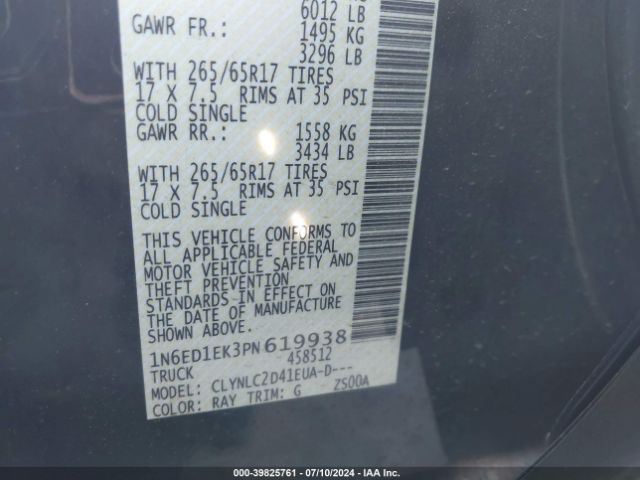 6012 LB
GAWR FR.: 1495 KG
3296 LB
WITH 265/65R17 TIRES
17 X 7.5 RIMS AT 35 PSI
COLD SINGLE
GAWR RR.: 1558 KG
3434 LB
WITH 265/65R17 TIRES
17 X 7.5 RIMS AT 35 PSI
COLD SINGLE
THIS VEHICLE CONFORMS TO
ALL APPLICABLE FEDERAL
MOTOR VEHICLE SAFETY AND
THEFT PREVENTION
STANDARDS IN EFFECT ON
THE DATE OF MANUFACTURE
SHOWN ABOVE.
1N6ED1EK3PN619938
TRUCK 458512
MODEL: CLYNLC2D41EUA-D---
COLOR: RAY TRIM: G ZS00A
000-39825761 - 07/10/2024 - IAA Inc.